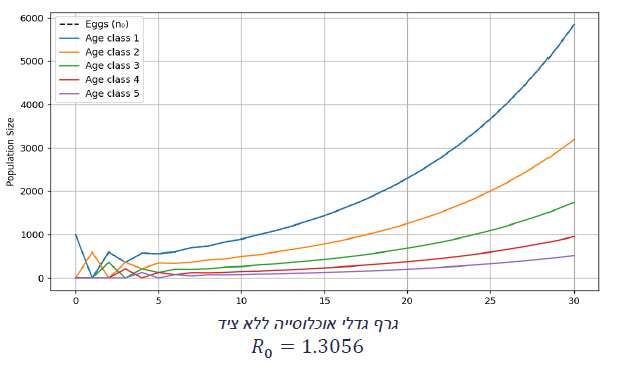 6000
5000
4000
3000
2000
1000
0
Population Size
Eggs (n₀)
Age class 1
Age class 2
Age class 3
Age class 4
Age class 5
0 5 10 15 20 25 30
גרף גדלי אוכלוסייה ללא ציד
R₀ = 1.3056